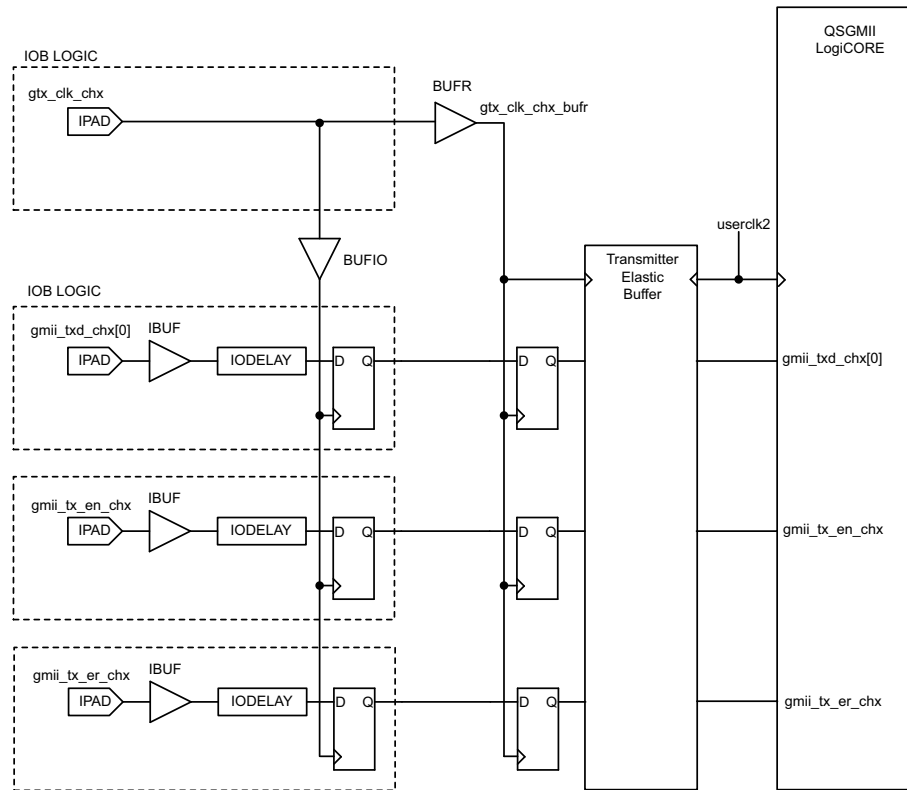 QSGMII
LogiCORE
IOB LOGIC
gtx_clk_chx
IPAD
BUFR
gtx_clk_chx_bufr
BUFIO
userclk2
Transmitter
Elastic
Buffer
IOB LOGIC
gmii_txd_chx[0]
IBUF
IPAD
IODELAY
D Q
D Q
gmii_txd_chx[0]
gmii_tx_en_chx
IBUF
IPAD
IODELAY
D Q
D Q
gmii_tx_en_chx
gmii_tx_er_chx
IBUF
IPAD
IODELAY
D Q
D Q
gmii_tx_er_chx